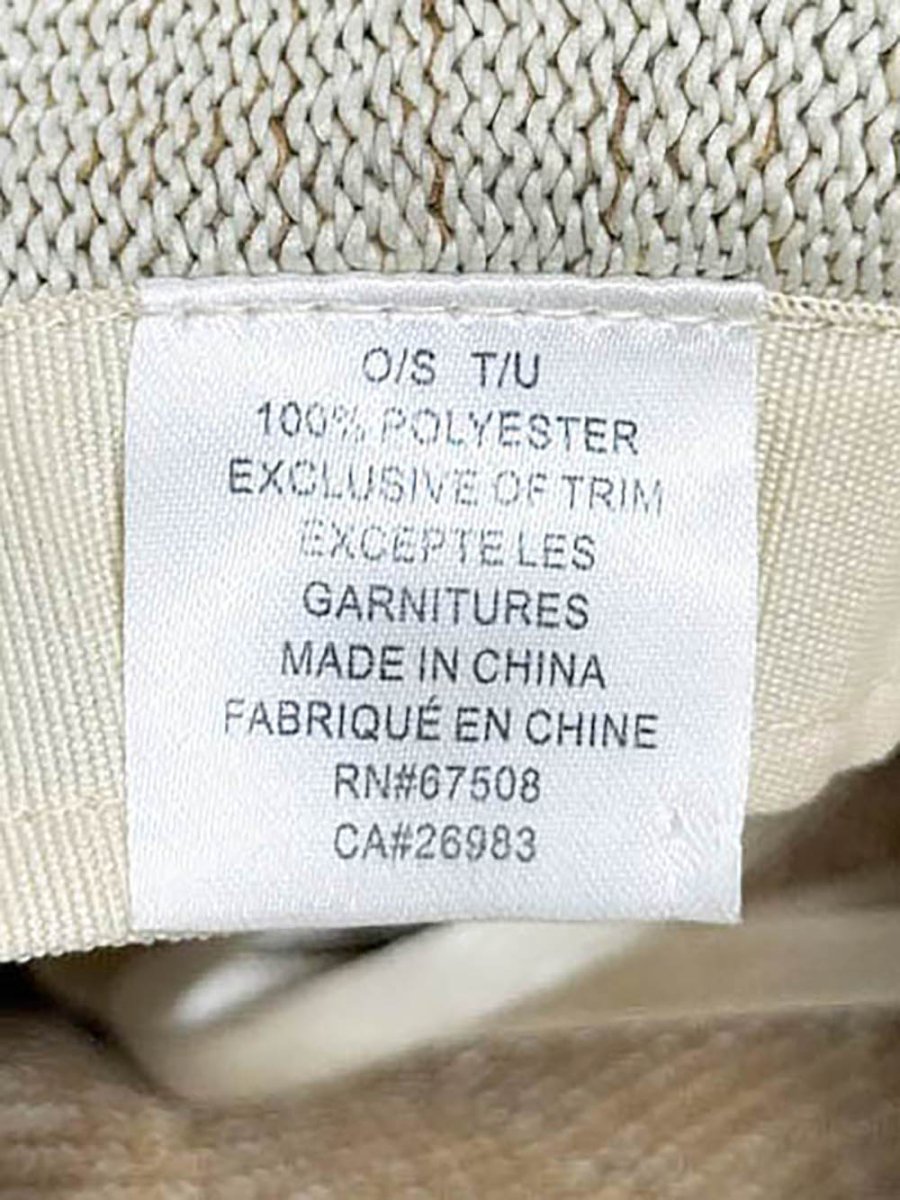 O/S T/U
100% POLYESTER
EXCLUSIVE OF TRIM
EXCEPTE LES
GARNITURES
MADE IN CHINA
FABRIQUÉ EN CHINE
RN#67508
CA#26983